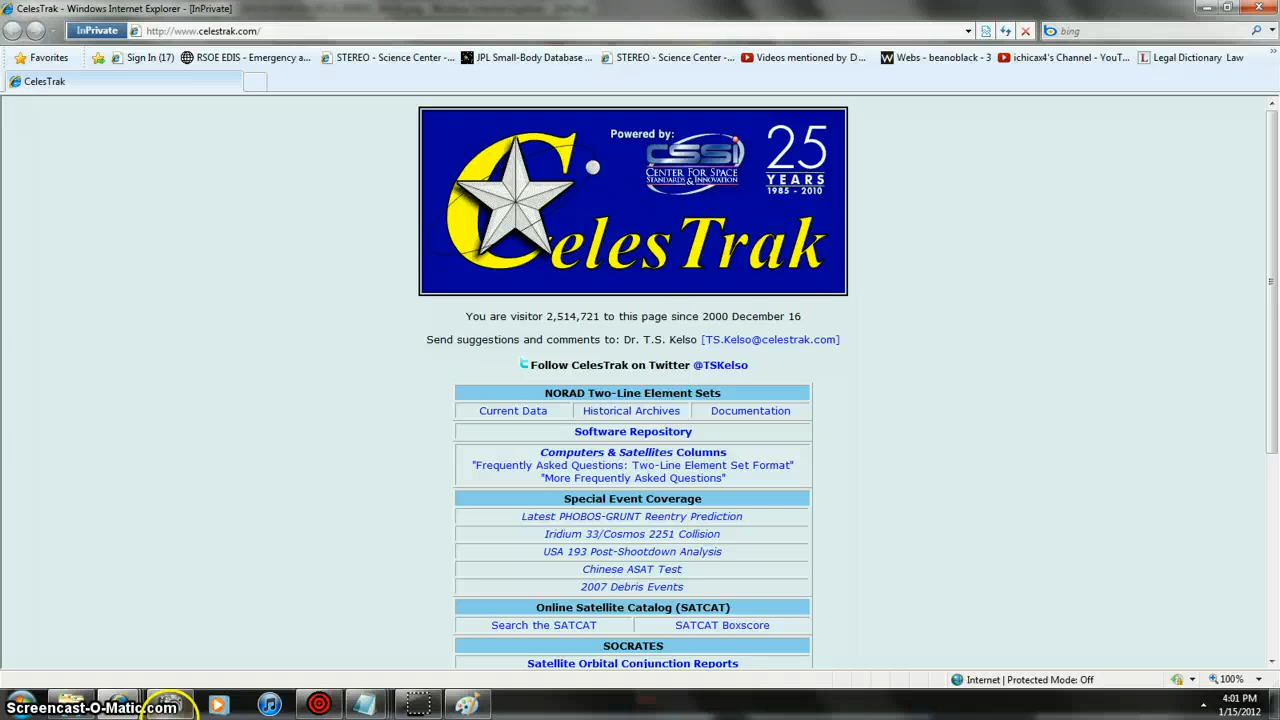 CelesTrak - Windows Internet Explorer - [InPrivate]
InPrivate
http://www.celestrak.com/
bing
Favorites
Sign In (17)
RSOE EDIS - Emergency a...
STEREO - Science Center -...
JPL Small-Body Database ...
STEREO - Science Center -...
Videos mentioned by D...
Webs - beanoblack - 3
ichicax4's Channel - YouT...
Legal Dictionary Law
CelesTrak
Powered by:
CSSI
CENTER FOR SPACE
STANDARDS & INNOVATION
25
YEARS
1985 - 2010
CelesTrak
You are visitor 2,514,721 to this page since 2000 December 16
Send suggestions and comments to: Dr. T.S. Kelso [TS.Kelso@celestrak.com]
Follow CelesTrak on Twitter @TSKelso
NORAD Two-Line Element Sets
Current Data Historical Archives Documentation
Software Repository
Computers & Satellites Columns
"Frequently Asked Questions: Two-Line Element Set Format"
"More Frequently Asked Questions"
Special Event Coverage
Latest PHOBOS-GRUNT Reentry Prediction
Iridium 33/Cosmos 2251 Collision
USA 193 Post-Shootdown Analysis
Chinese ASAT Test
2007 Debris Events
Online Satellite Catalog (SATCAT)
Search the SATCAT SATCAT Boxscore
SOCRATES
Satellite Orbital Conjunction Reports
Internet | Protected Mode: Off
100%
Screencast-O-Matic.com
4:01 PM
1/15/2012